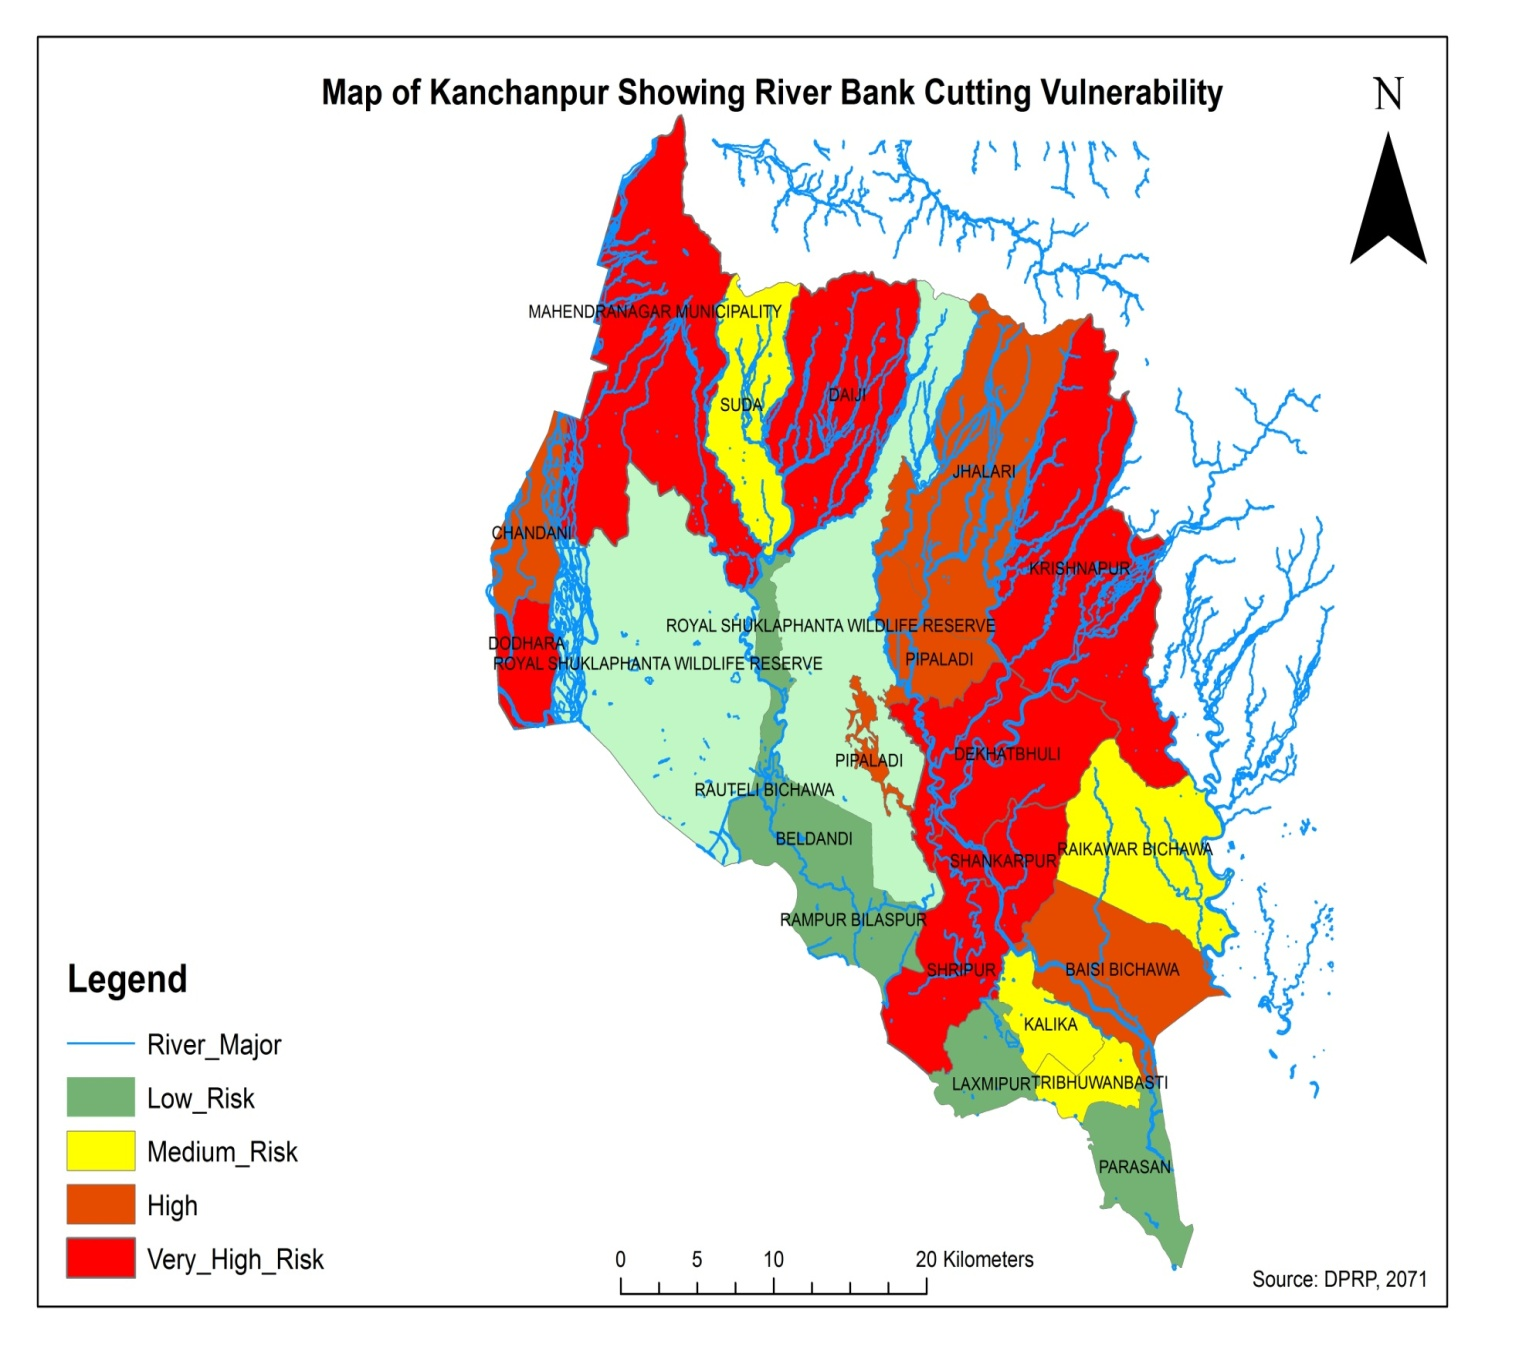 Map of Kanchanpur Showing River Bank Cutting Vulnerability
N
MAHENDRANAGAR MUNICIPALITY
SUDA
DAIJI
JHALARI
CHANDANI
KRISHNAPUR
ROYAL SHUKLAPHANTA WILDLIFE RESERVE
DODHARA
ROYAL SHUKLAPHANTA WILDLIFE RESERVE
PIPALADI
DEKHATBHULI
PIPALADI
RAUTELI BICHAWA
BELDANDI
SHANKARPUR
RAIKAWAR BICHAWA
RAMPUR BILASPUR
SHRIPUR
BAISI BICHAWA
KALIKA
LAXMIPUR
TRIBHUWANBASTI
PARASAN
Legend
River_Major
Low_Risk
Medium_Risk
High
Very_High_Risk
0 5 10 20 Kilometers
Source: DPRP, 2071